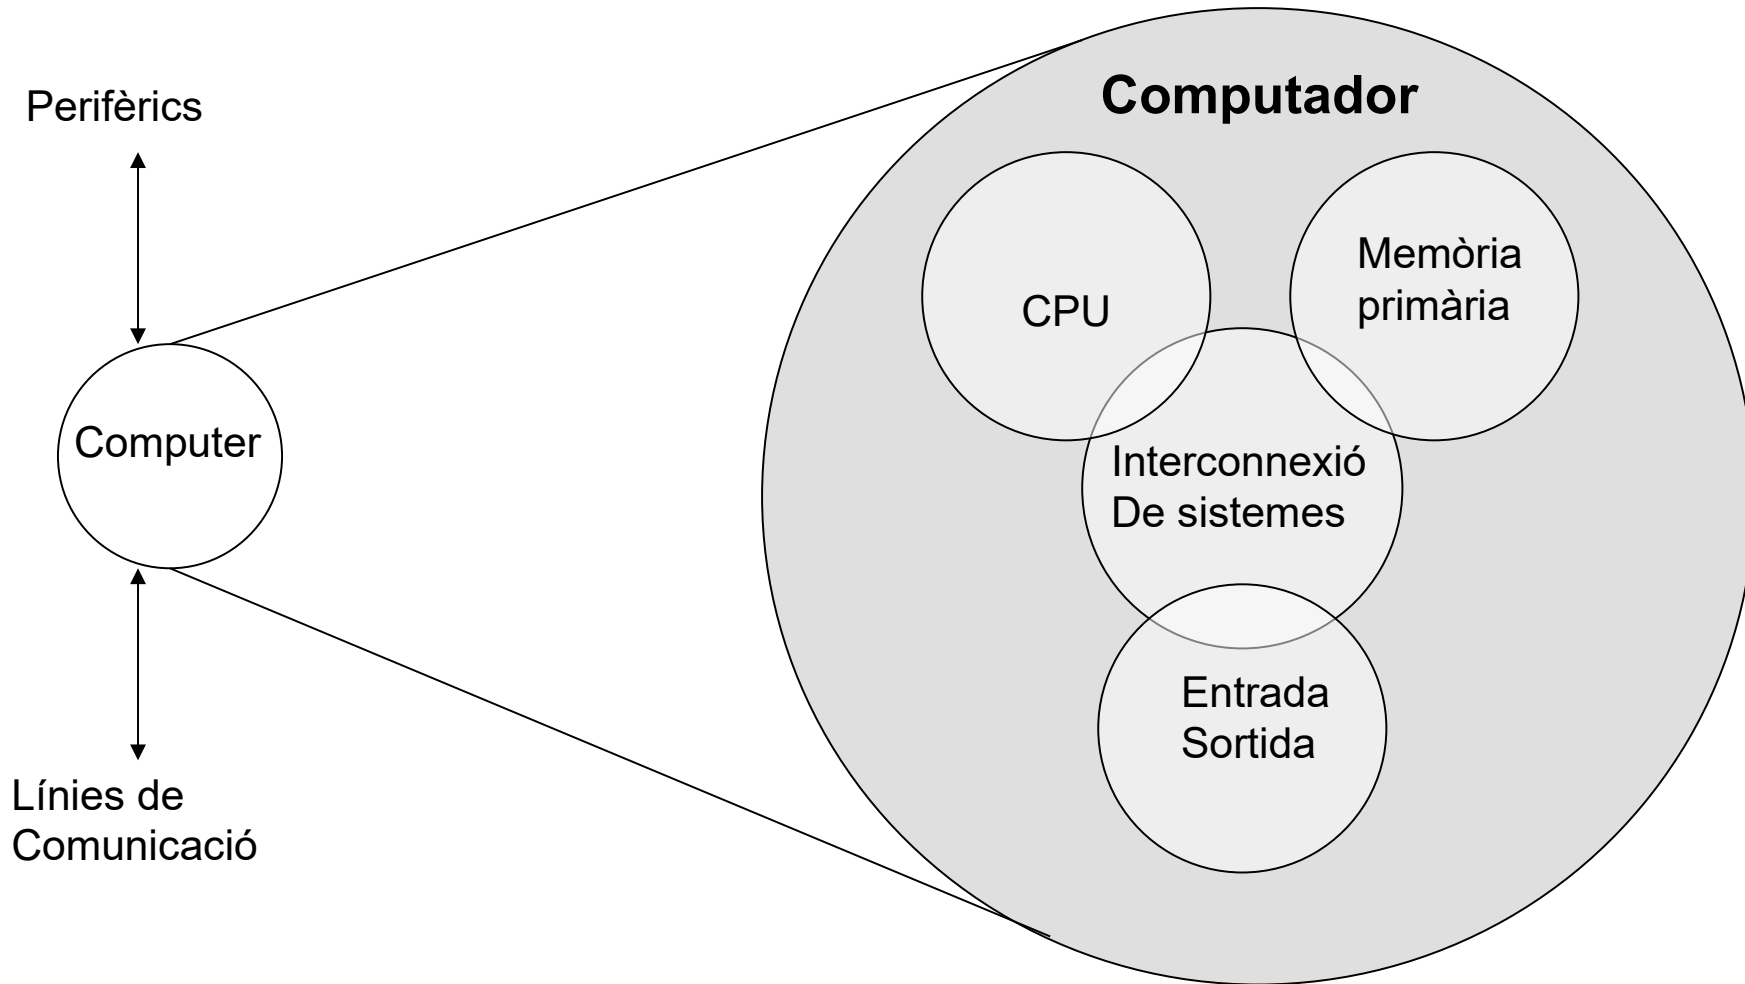 Perifèrics
Computer
Línies de
Comunicació
Computador
CPU
Memòria
primària
Interconnexió
De sistemes
Entrada
Sortida